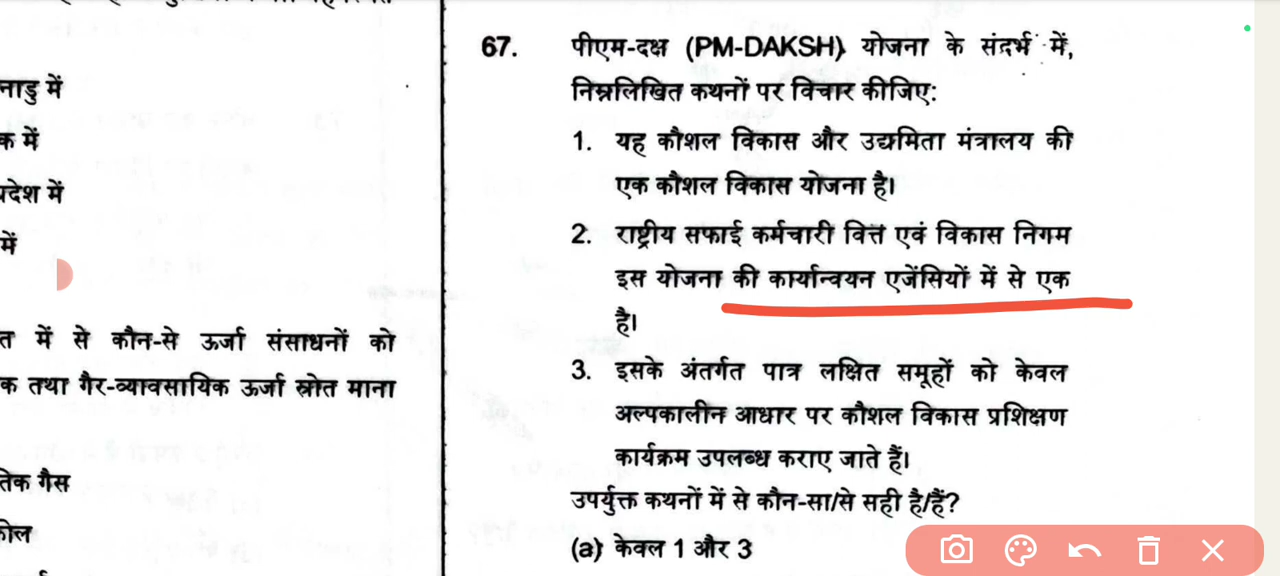 नाडु में
क में
प्रदेश में
में
त में से कौन-से ऊर्जा संसाधनों को
क तथा गैर-व्यावसायिक ऊर्जा स्रोत माना
तिक गैस
67. पीएम-दक्ष (PM-DAKSH) योजना के संदर्भ में,
निम्नलिखित कथनों पर विचार कीजिए:
1. यह कौशल विकास और उद्यमिता मंत्रालय की
एक कौशल विकास योजना है।
2. राष्ट्रीय सफाई कर्मचारी वित्त एवं विकास निगम
इस योजना की कार्यान्वयन एजेंसियों में से एक
है।
3. इसके अंतर्गत पात्र लक्षित समूहों को केवल
अल्पकालीन आधार पर कौशल विकास प्रशिक्षण
कार्यक्रम उपलब्ध कराए जाते हैं।
उपर्युक्त कथनों में से कौन-सा/से सही है/हैं?
(a) केवल 1 और 3